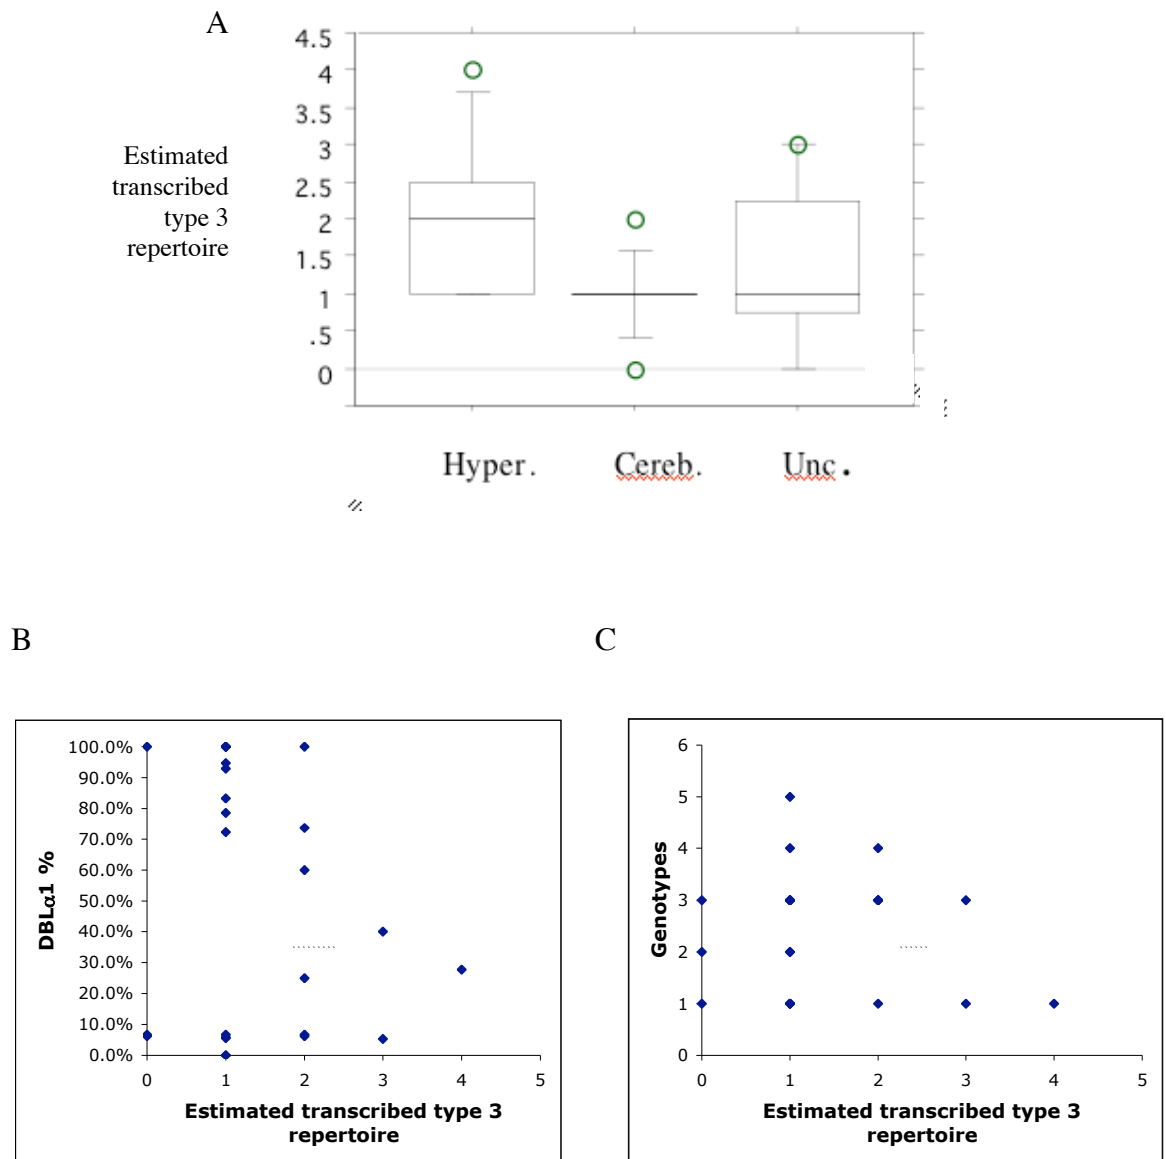 A
4.5
4
3.5
3
2.5
2
1.5
1
.5
0
Estimated
transcribed
type 3
repertoire
Hyper.
Cereb.
Unc.
B
100.0%
90.0%
80.0%
70.0%
60.0%
50.0%
40.0%
30.0%
20.0%
10.0%
0.0%
DBLα1 %
0 1 2 3 4 5
Estimated transcribed type 3
repertoire
C
6
5
4
3
2
1
0
Genotypes
0 1 2 3 4 5
Estimated transcribed type 3
repertoire